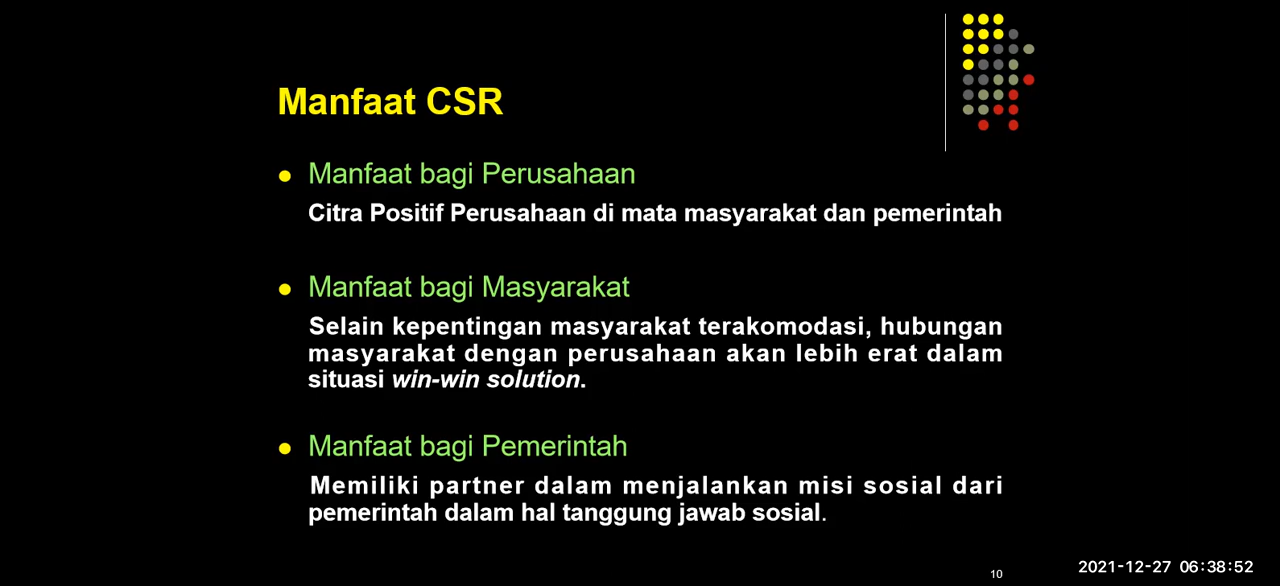 Manfaat CSR
Manfaat bagi Perusahaan
Citra Positif Perusahaan di mata masyarakat dan pemerintah
Manfaat bagi Masyarakat
Selain kepentingan masyarakat terakomodasi, hubungan
masyarakat dengan perusahaan akan lebih erat dalam
situasi win-win solution.
Manfaat bagi Pemerintah
Memiliki partner dalam menjalankan misi sosial dari
pemerintah dalam hal tanggung jawab sosial.
10
2021-12-27 06:38:52